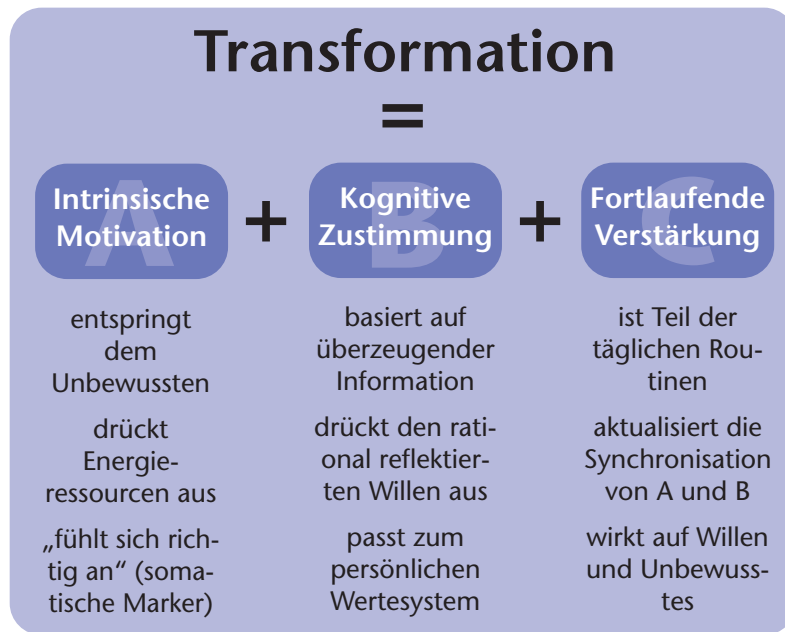 Transformation
=
A
Intrinsische
Motivation
+
B
Kognitive
Zustimmung
+
C
Fortlaufende
Verstärkung
entspringt
dem
Unbewussten
drückt
Energie-
ressourcen aus
„fühlt sich rich-
tig an“ (soma-
tische Marker)
basiert auf
überzeugender
Information
drückt den rati-
onal reflektier-
ten Willen aus
passt zum
persönlichen
Wertesystem
ist Teil der
täglichen Rou-
tinen
aktualisiert die
Synchronisation
von A und B
wirkt auf Willen
und Unbewuss-
tes